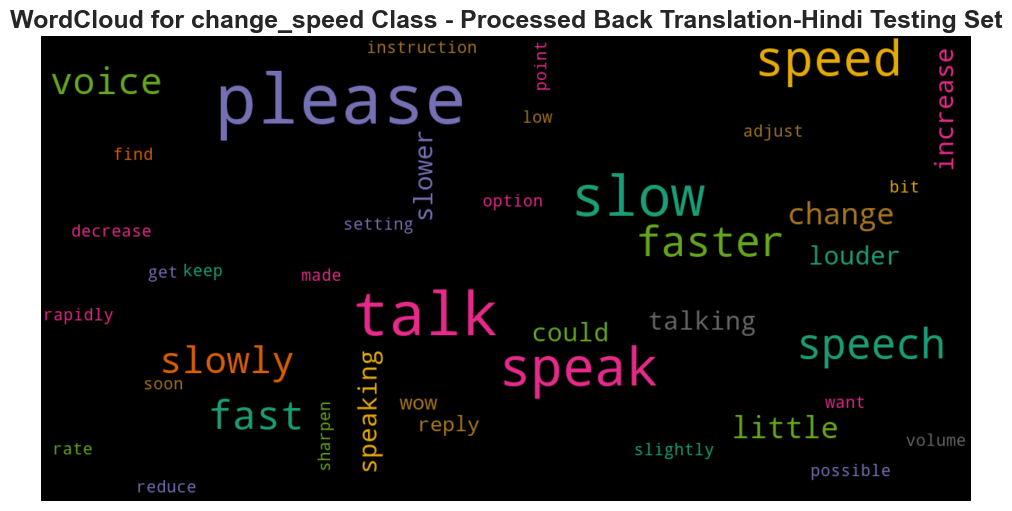 WordCloud for change_speed Class - Processed Back Translation-Hindi Testing Set
instruction
point
speed
increase
voice
please
low
adjust
find
slower
slow
option
bit
change
decrease
setting
faster
louder
get
keep
made
rapidly
talk
could
talking
speech
slowly
speak
soon
speaking
fast
sharpen
wow
reply
want
little
rate
slightly
volume
possible
reduce